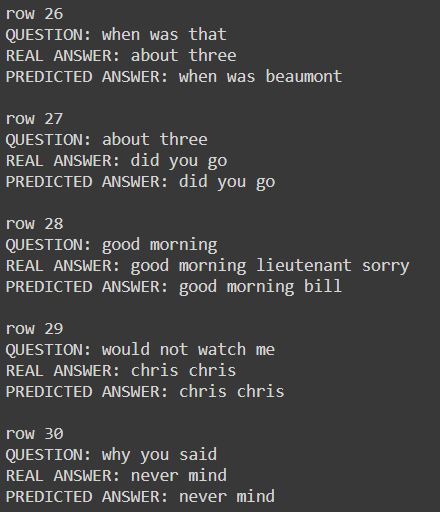 row 26
QUESTION: when was that
REAL ANSWER: about three
PREDICTED ANSWER: when was beaumont
row 27
QUESTION: about three
REAL ANSWER: did you go
PREDICTED ANSWER: did you go
row 28
QUESTION: good morning
REAL ANSWER: good morning lieutenant sorry
PREDICTED ANSWER: good morning bill
row 29
QUESTION: would not watch me
REAL ANSWER: chris chris
PREDICTED ANSWER: chris chris
row 30
QUESTION: why you said
REAL ANSWER: never mind
PREDICTED ANSWER: never mind